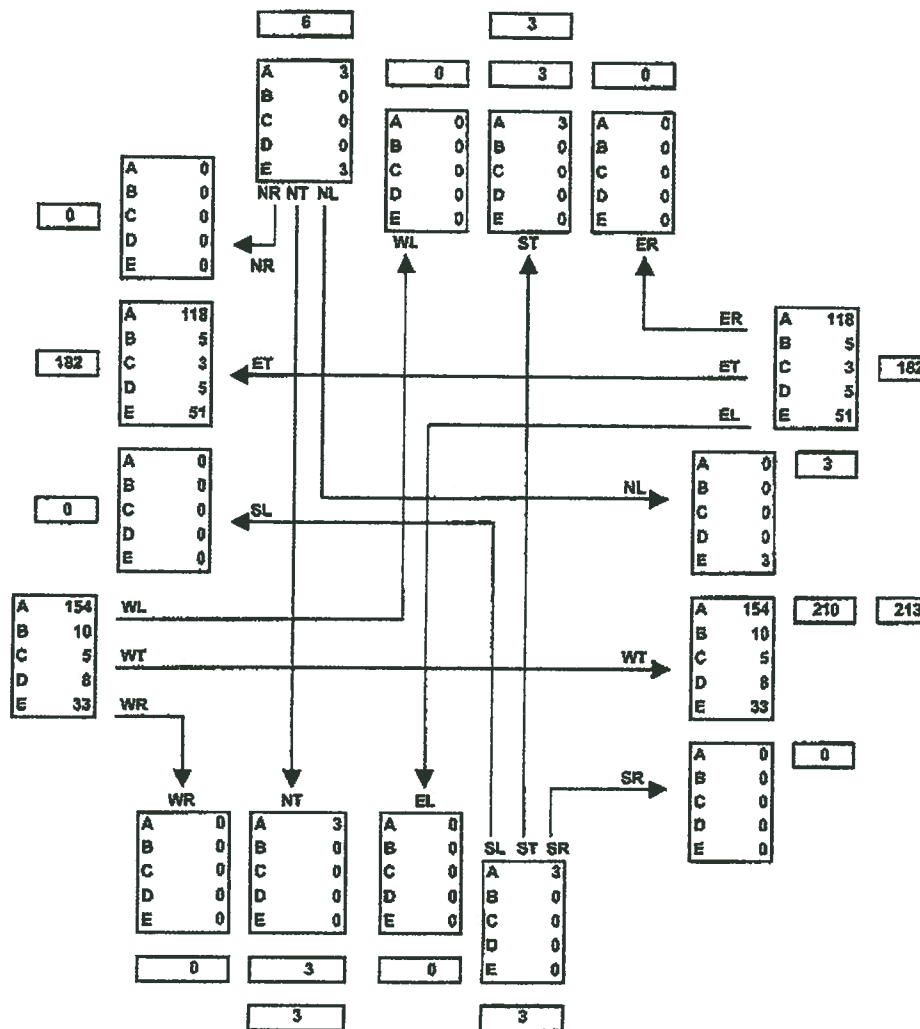 6
3
A 3
B 0
C 0
D 0
E 3
0
3
0
A 0
B 0
C 0
D 0
E 0
A 3
B 0
C 0
D 0
E 0
A 0
B 0
C 0
D 0
E 0
NR NT NL
WL
ST
ER
A 0
B 0
C 0
D 0
E 0
0
NR
A 118
B 5
C 3
D 5
E 51
182
ET
ER
ET
EL
A 118
B 5
C 3
D 5
E 51
182
A 0
B 0
C 0
D 0
E 0
0
SL
NL
A 0
B 0
C 0
D 0
E 3
3
A 154
B 10
C 5
D 8
E 33
WL
WT
WR
WT
A 154
B 10
C 5
D 8
E 33
210
213
SR
A 0
B 0
C 0
D 0
E 0
0
WR
NT
EL
SL ST SR
A 0
B 0
C 0
D 0
E 0
A 3
B 0
C 0
D 0
E 0
A 0
B 0
C 0
D 0
E 0
A 3
B 0
C 0
D 0
E 0
0
3
0
3
3